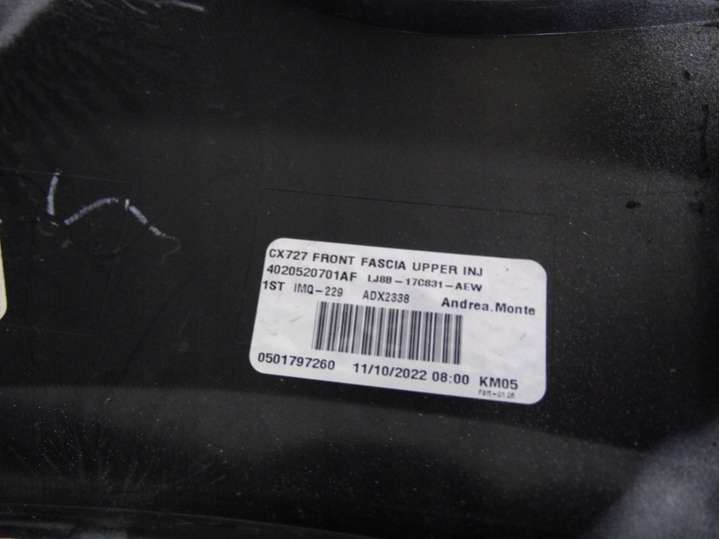 CX727 FRONT FASCIA UPPER INJ
4020520701AF LJ8B-17C831-AEW
1ST IMQ-229 ADX2338 Andrea.Monte
0501797260 11/10/2022 08:00 KM05